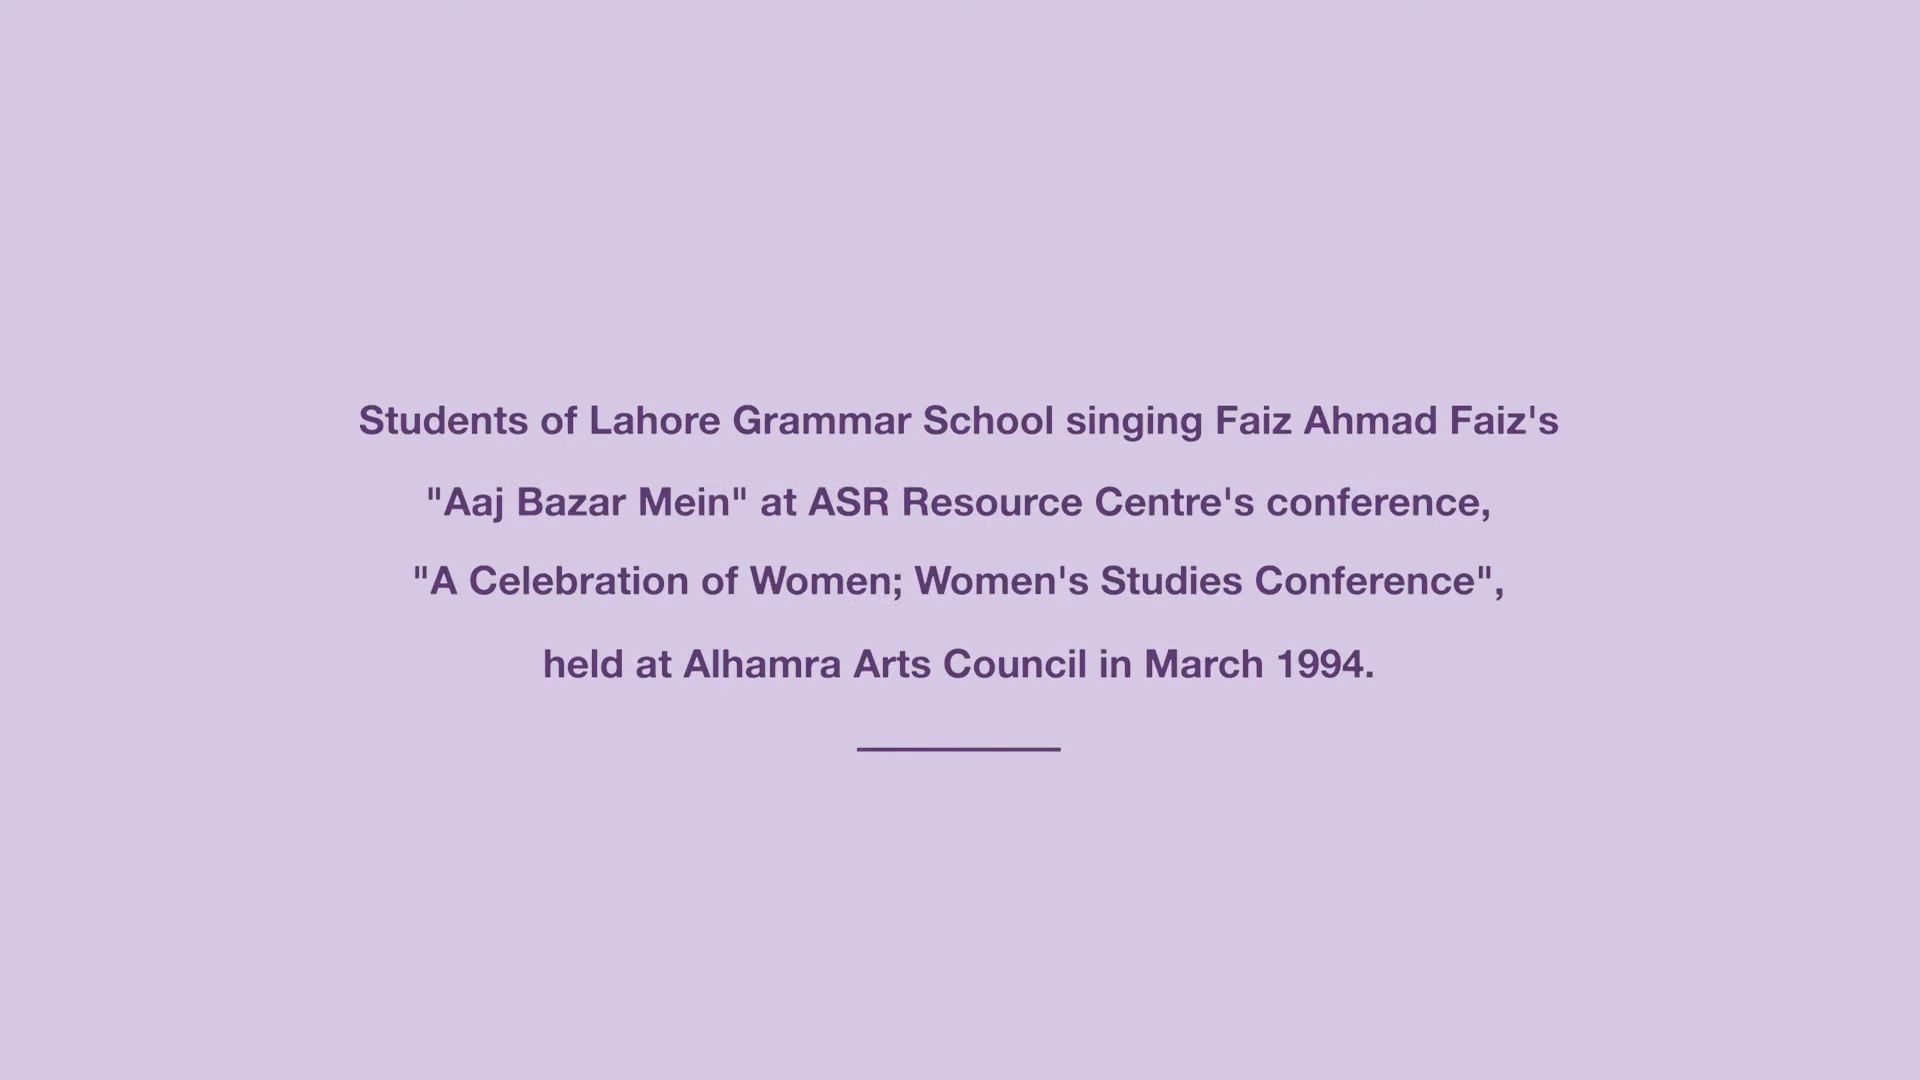 Students of Lahore Grammar School singing Faiz Ahmad Faiz's
"Aaj Bazar Mein" at ASR Resource Centre's conference,
"A Celebration of Women; Women's Studies Conference",
held at Alhamra Arts Council in March 1994.